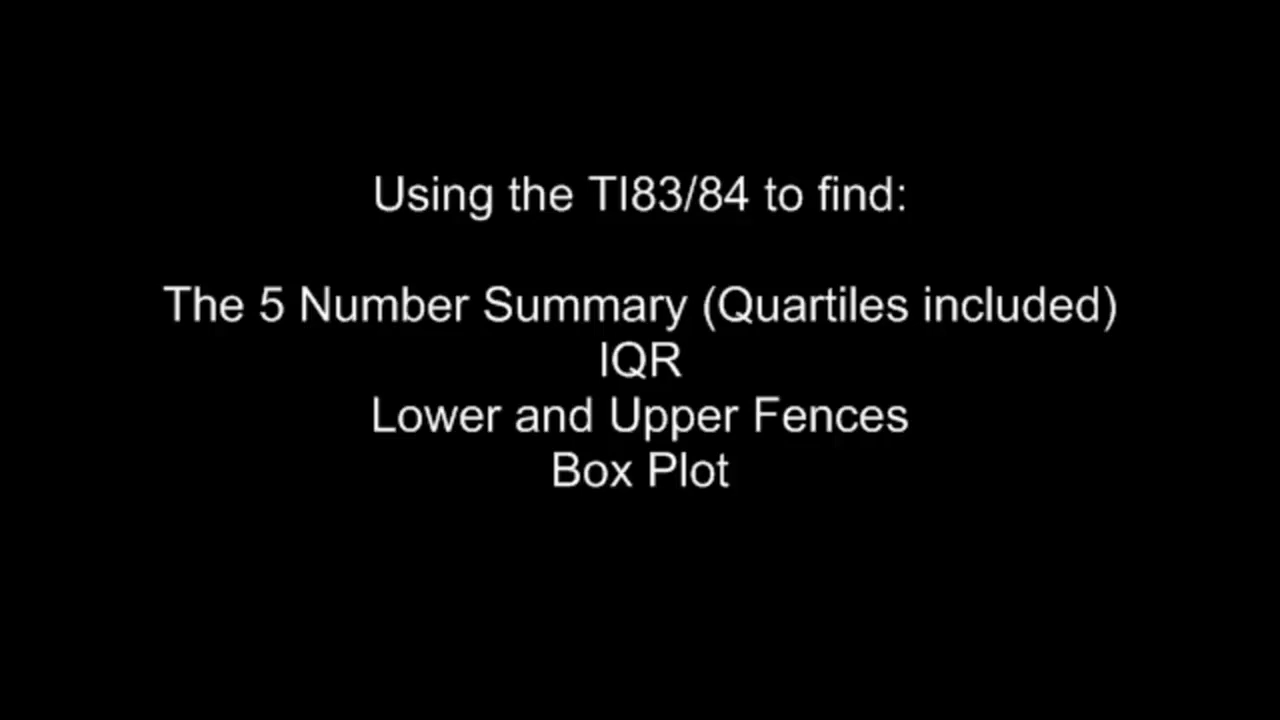 Using the TI83/84 to find:
The 5 Number Summary (Quartiles included)
IQR
Lower and Upper Fences
Box Plot